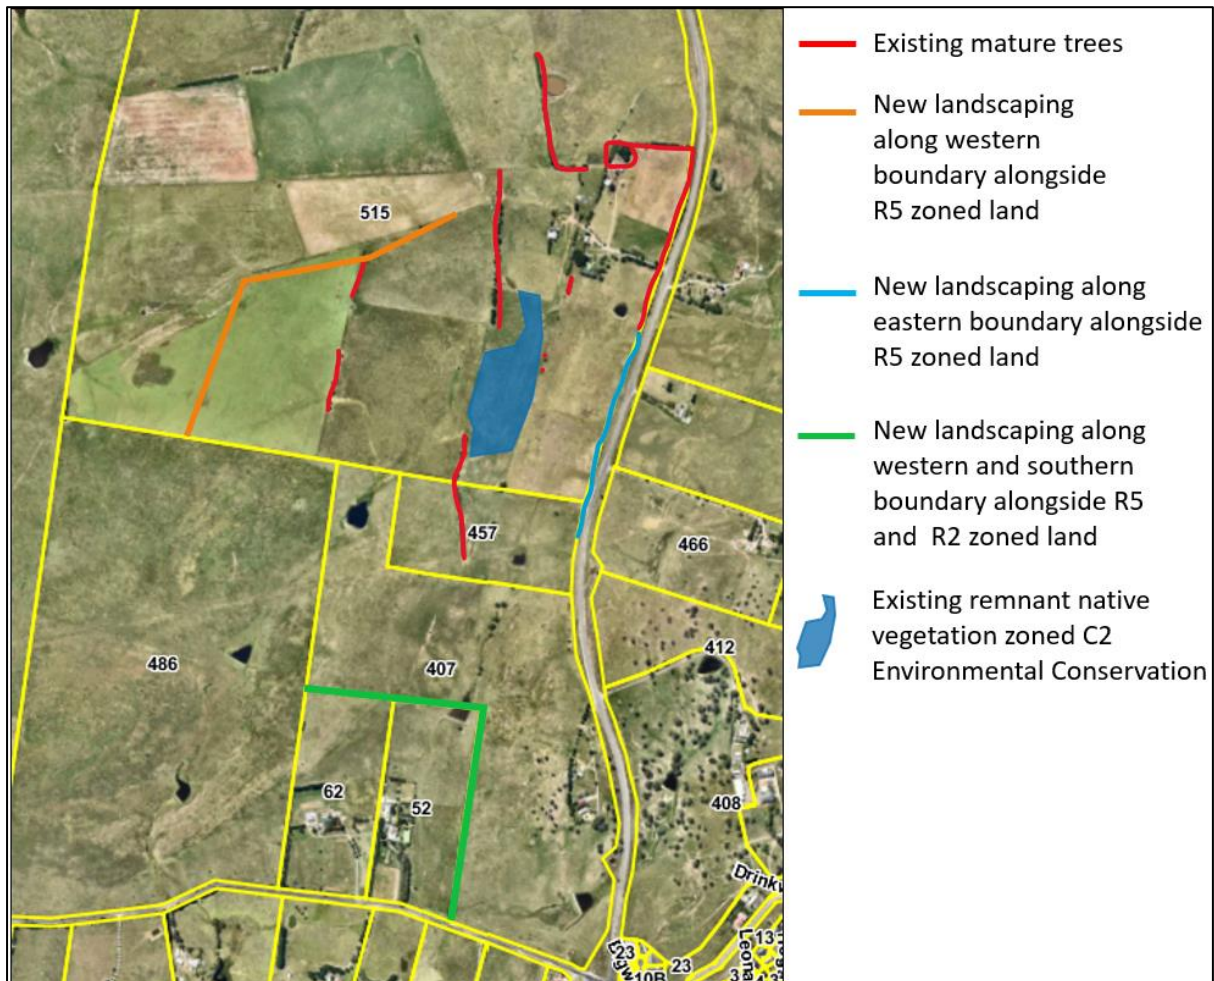 Existing mature trees
New landscaping
along western
boundary alongside
R5 zoned land
New landscaping along
eastern boundary alongside
R5 zoned land
New landscaping along
western and southern
boundary alongside R5
and R2 zoned land
Existing remnant native
vegetation zoned C2
Environmental Conservation
515
457
466
412
486
407
62
52
408
23
23
10B
13